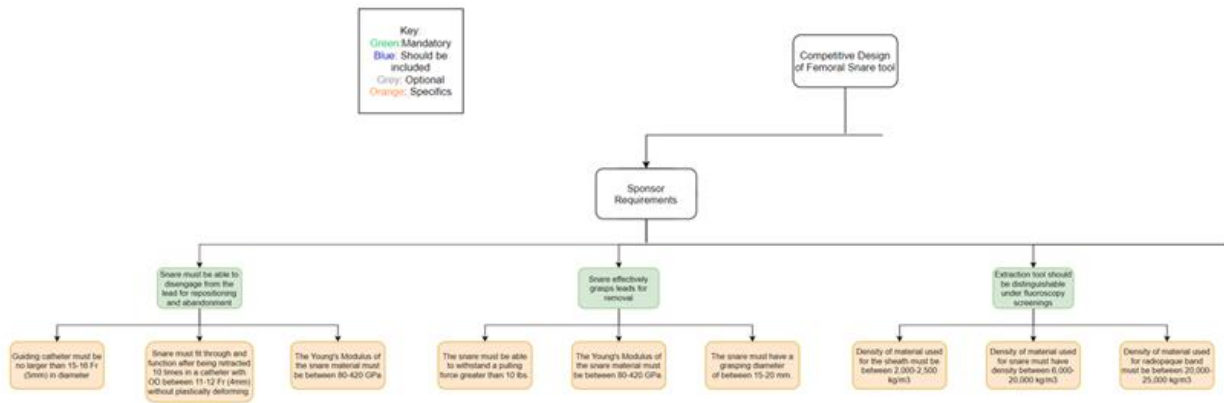 Key:
Green:Mandatory
Blue: Should be
included
Grey: Optional
Orange: Specifics
Competitive Design
of Femoral Snare tool
Sponsor
Requirements
Snare must be able to
disengage from the
lead for repositioning
and abandonment
Snare effectively
grasps leads for
removal
Extraction tool should
be distinguishable
under fluoroscopy
screenings
Guiding catheter must be
no larger than 15-16 Fr
(5mm) in diameter
Snare must fit through and
function after being retracted
10 times in a catheter with
OD between 11-12 Fr (4mm)
without plastically deforming
The Young's Modulus of
the snare material must
be between 80-420 GPa
The snare must be able
to withstand a pulling
force greater than 10 lbs.
The Young's Modulus of
the snare material must
be between 80-420 GPa
The snare must have a
grasping diameter
of between 15-20 mm.
Density of material used
for the sheath must be
between 2,000-2,500
kg/m3
Density of material used
for snare must have
density between 6,000-
20,000 kg/m3
Density of material used
for radiopaque band
must be between 20,000-
25,000 kg/m3